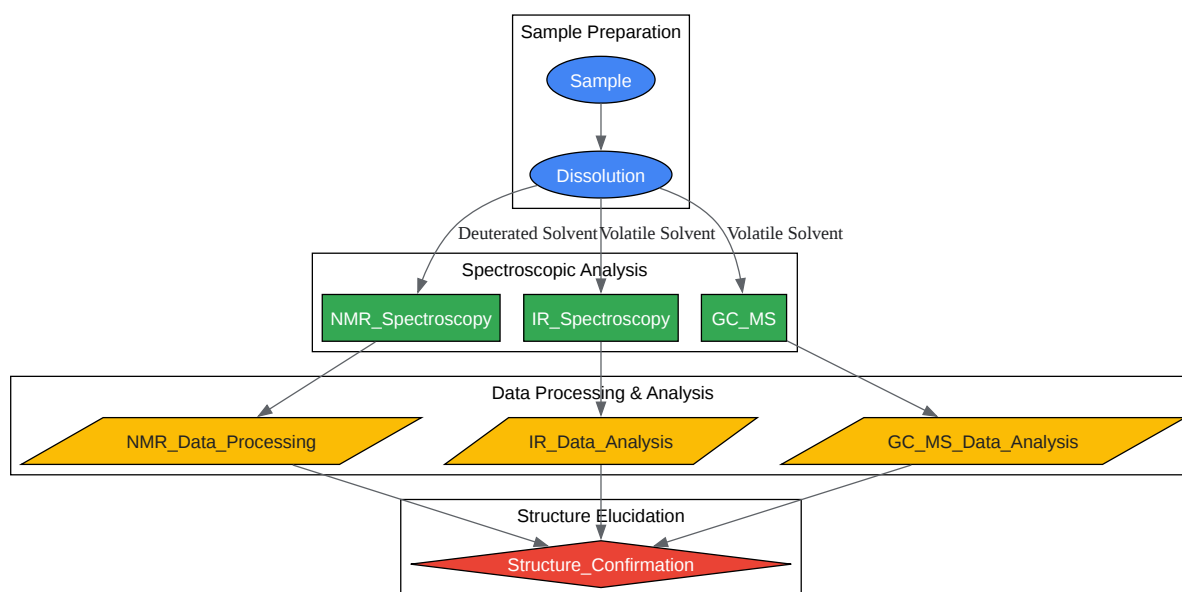 Sample Preparation
Sample
Dissolution
Deuterated Solvent
Volatile Solvent
Volatile Solvent
Spectroscopic Analysis
NMR_Spectroscopy
IR_Spectroscopy
GC_MS
Data Processing & Analysis
NMR_Data_Processing
IR_Data_Analysis
GC_MS_Data_Analysis
Structure Elucidation
Structure_Confirmation